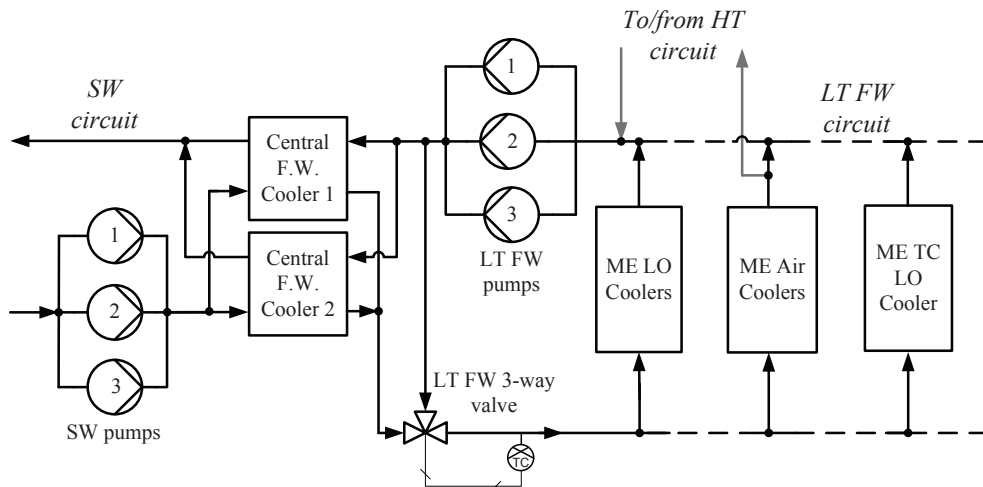 To/from HT
circuit
SW
circuit
LT FW
circuit
1
2
3
LT FW
pumps
Central
F.W.
Cooler 1
Central
F.W.
Cooler 2
1
2
3
SW pumps
ME LO
Coolers
ME Air
Coolers
ME TC
LO
Cooler
LT FW 3-way
valve
TC